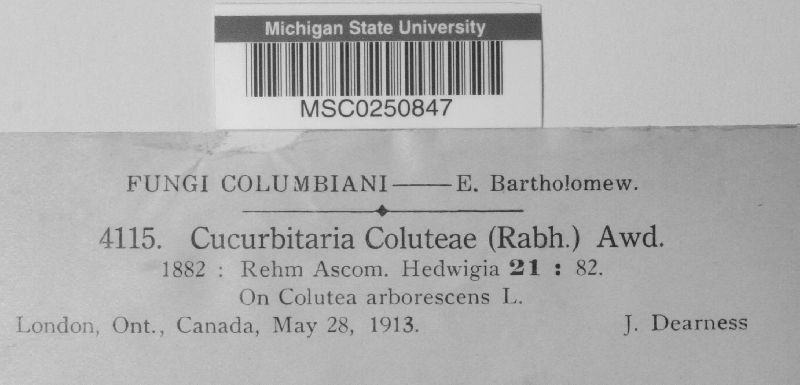 Michigan State University
MSC0250847
FUNGI COLUMBIANI——E. Bartholomew.
4115. Cucurbitaria Coluteae (Rabh.) Awd.
1882 : Rehm Ascom. Hedwigia 21 : 82.
On Colutea arborescens L.
London, Ont., Canada, May 28, 1913. J. Dearness